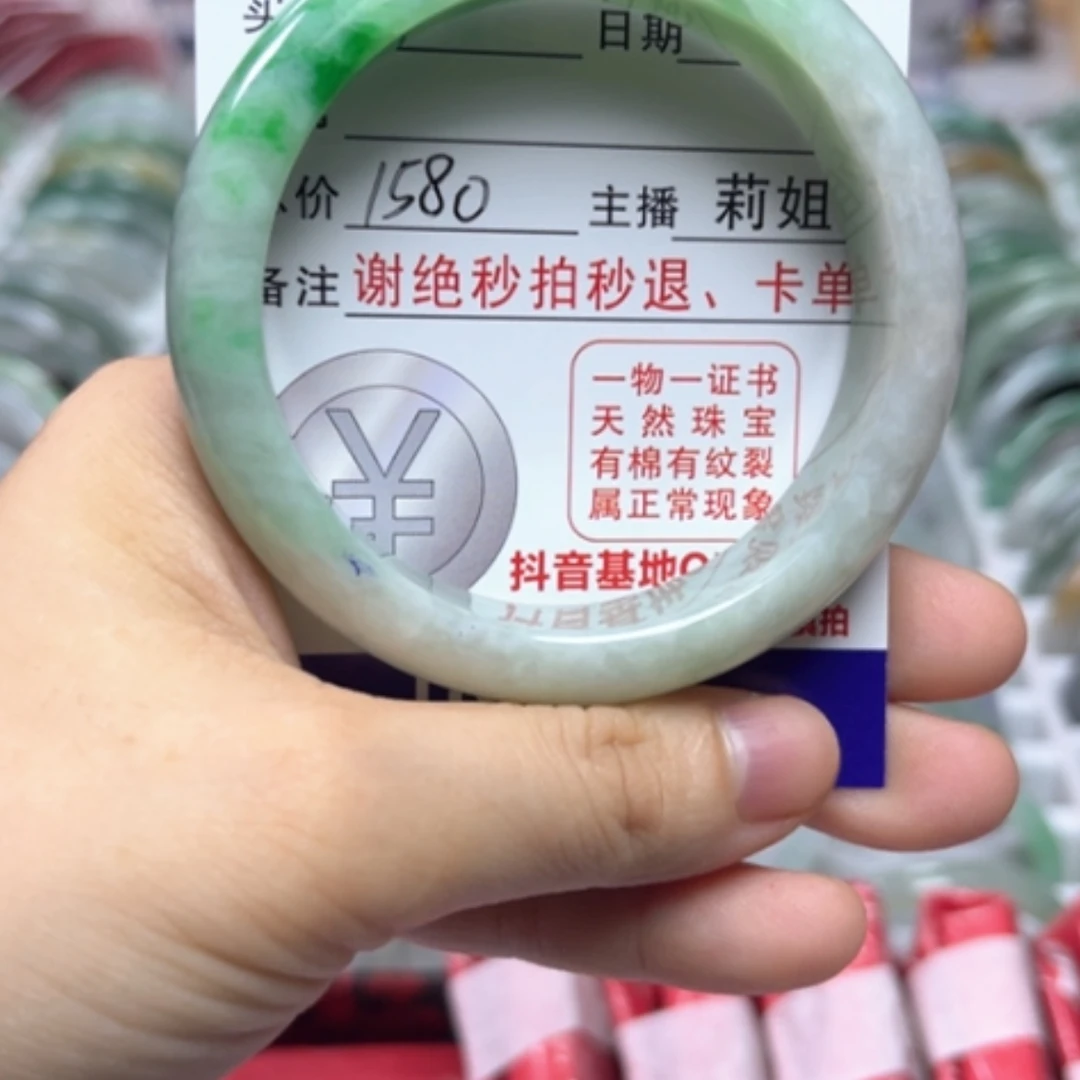 日期
价 1580 主播 莉姐
备注 谢绝秒拍秒退、卡单
一物一证书
天然珠宝
有棉有纹裂
属正常现象
抖音基地
拍